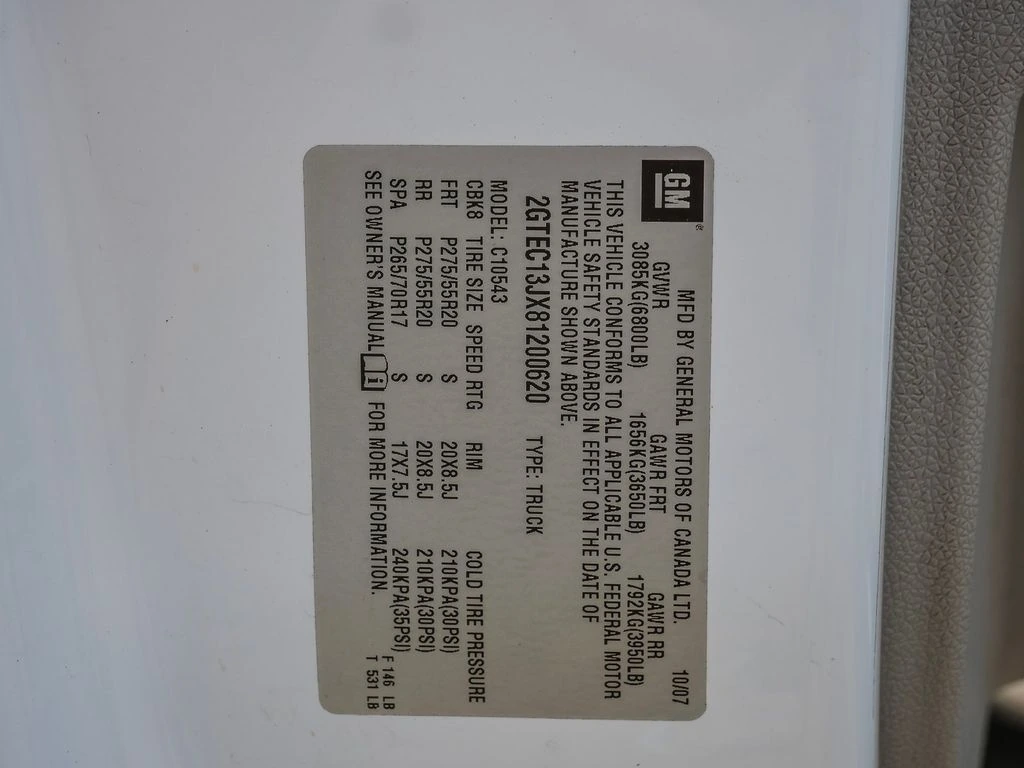 GM ® MFD BY GENERAL MOTORS OF CANADA LTD. 10/07
GVWR GAWR FRT GAWR RR
3085KG(6800LB) 1656KG(3650LB) 1792KG(3950LB)
THIS VEHICLE CONFORMS TO ALL APPLICABLE U.S. FEDERAL MOTOR
VEHICLE SAFETY STANDARDS IN EFFECT ON THE DATE OF
MANUFACTURE SHOWN ABOVE.
2GTEC13JX81200620 TYPE: TRUCK
MODEL: C10543
CBK8 TIRE SIZE SPEED RTG RIM COLD TIRE PRESSURE
FRT P275/55R20 S 20X8.5J 210KPA(30PSI)
RR P275/55R20 S 20X8.5J 210KPA(30PSI)
SPA P265/70R17 S 17X7.5J 240KPA(35PSI)
SEE OWNER'S MANUAL i FOR MORE INFORMATION.
F 146 LB
T 531 LB